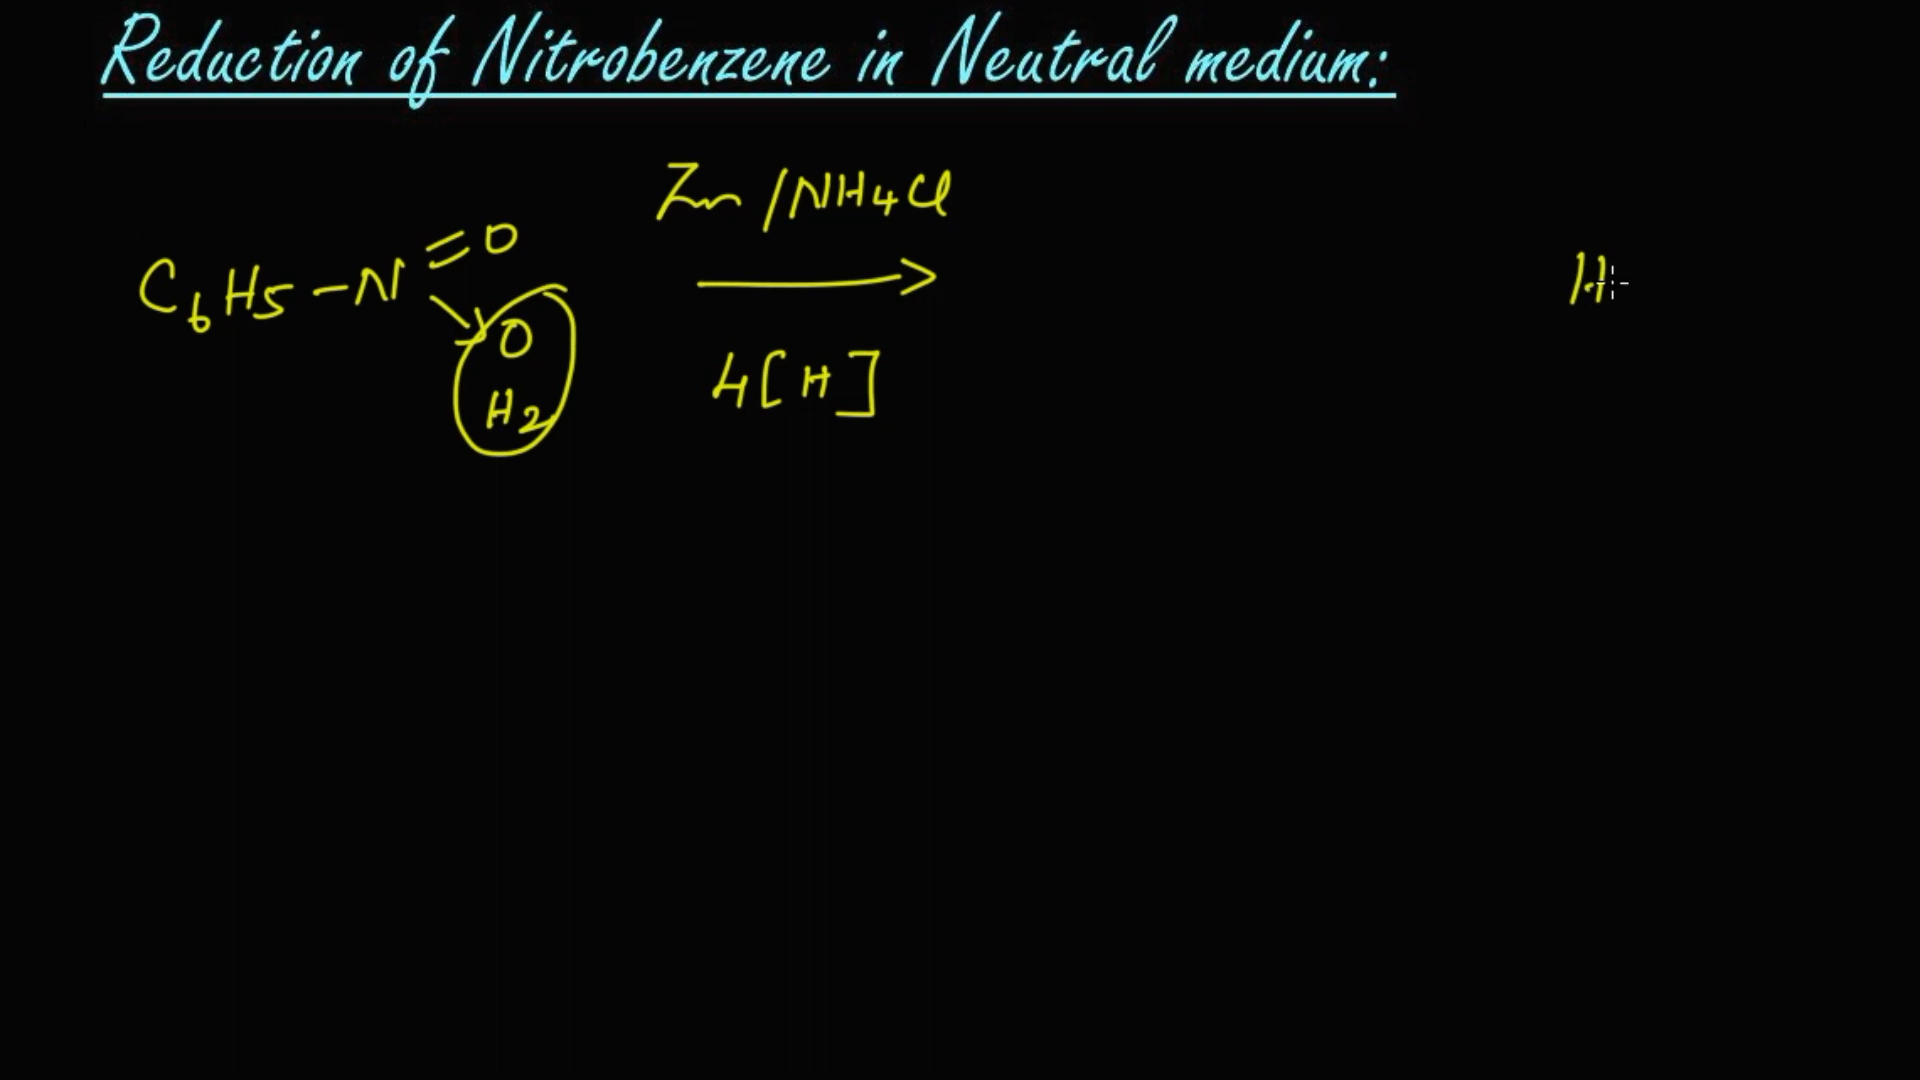 Reduction of Nitrobenzene in Neutral medium:
Zn /NH4Cl
C6H5-N=O
O
H2
4[H]
H